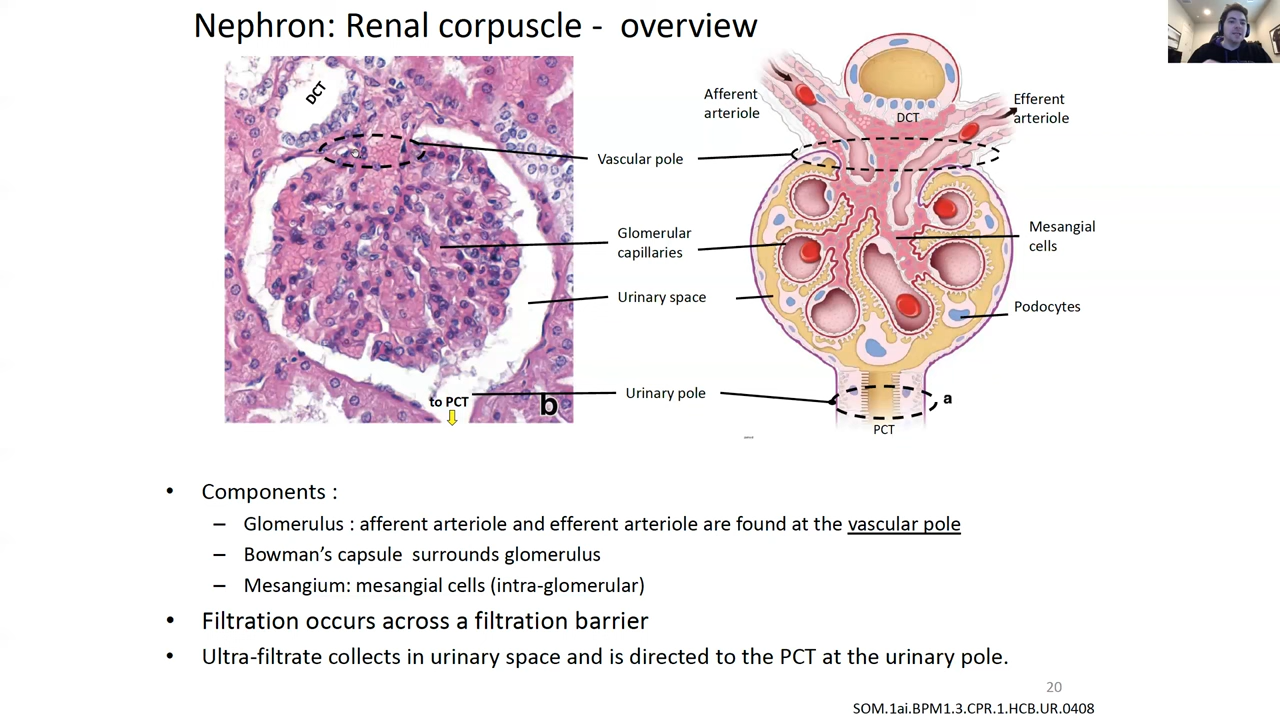 Nephron: Renal corpuscle - overview
DCT
Afferent
arteriole
DCT
Efferent
arteriole
Vascular pole
Glomerular
capillaries
Mesangial
cells
Urinary space
Podocytes
Urinary pole
to PCT
b
a
PCT
• Components :
– Glomerulus : afferent arteriole and efferent arteriole are found at the vascular pole
– Bowman's capsule surrounds glomerulus
– Mesangium: mesangial cells (intra-glomerular)
• Filtration occurs across a filtration barrier
• Ultra-filtrate collects in urinary space and is directed to the PCT at the urinary pole.
20
SOM.1ai.BPM1.3.CPR.1.HCB.UR.0408